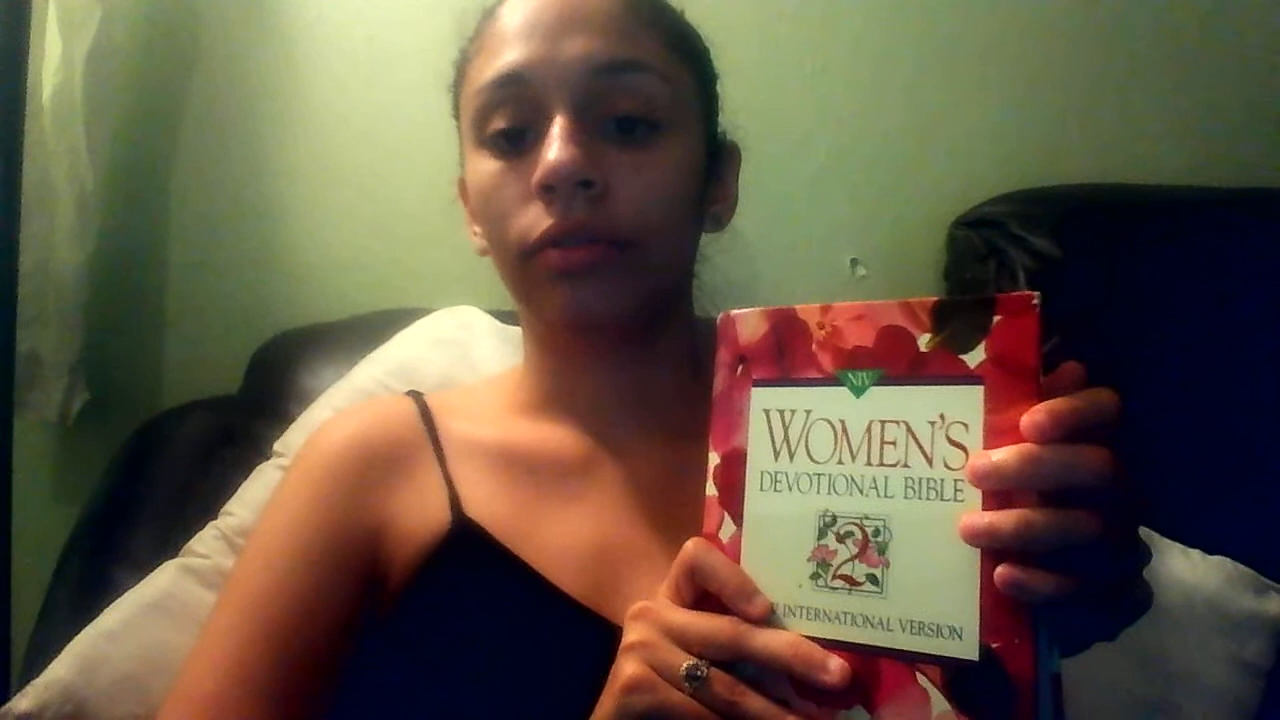 NIV
WOMEN'S
DEVOTIONAL BIBLE
2
INTERNATIONAL VERSION